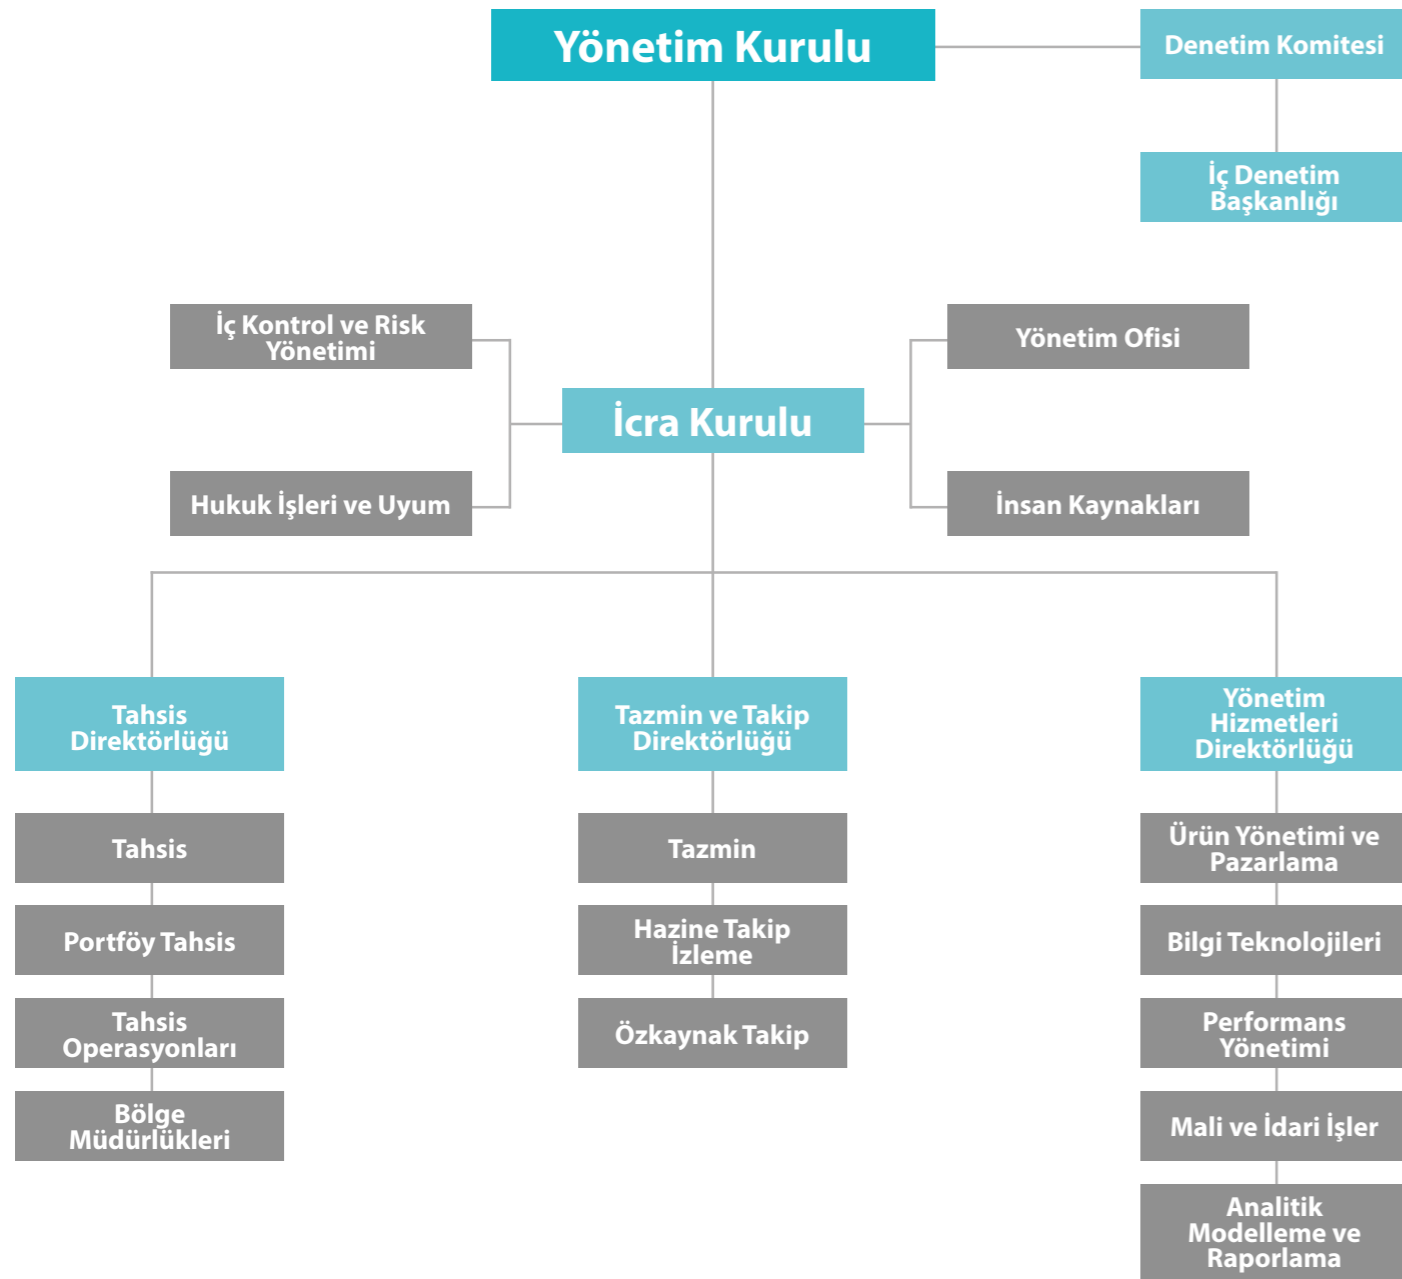 Yönetim Kurulu
Denetim Komitesi
İç Denetim
Başkanlığı
İç Kontrol ve Risk
Yönetimi
Yönetim Ofisi
İcra Kurulu
Hukuk İşleri ve Uyum
İnsan Kaynakları
Tahsis
Direktörlüğü
Tazmin ve Takip
Direktörlüğü
Yönetim
Hizmetleri
Direktörlüğü
Tahsis
Portföy Tahsis
Tahsis
Operasyonları
Bölge
Müdürlükleri
Tazmin
Hazine Takip
İzleme
Özkaynak Takip
Ürün Yönetimi ve
Pazarlama
Bilgi Teknolojileri
Performans
Yönetimi
Mali ve İdari İşler
Analitik
Modelleme ve
Raporlama